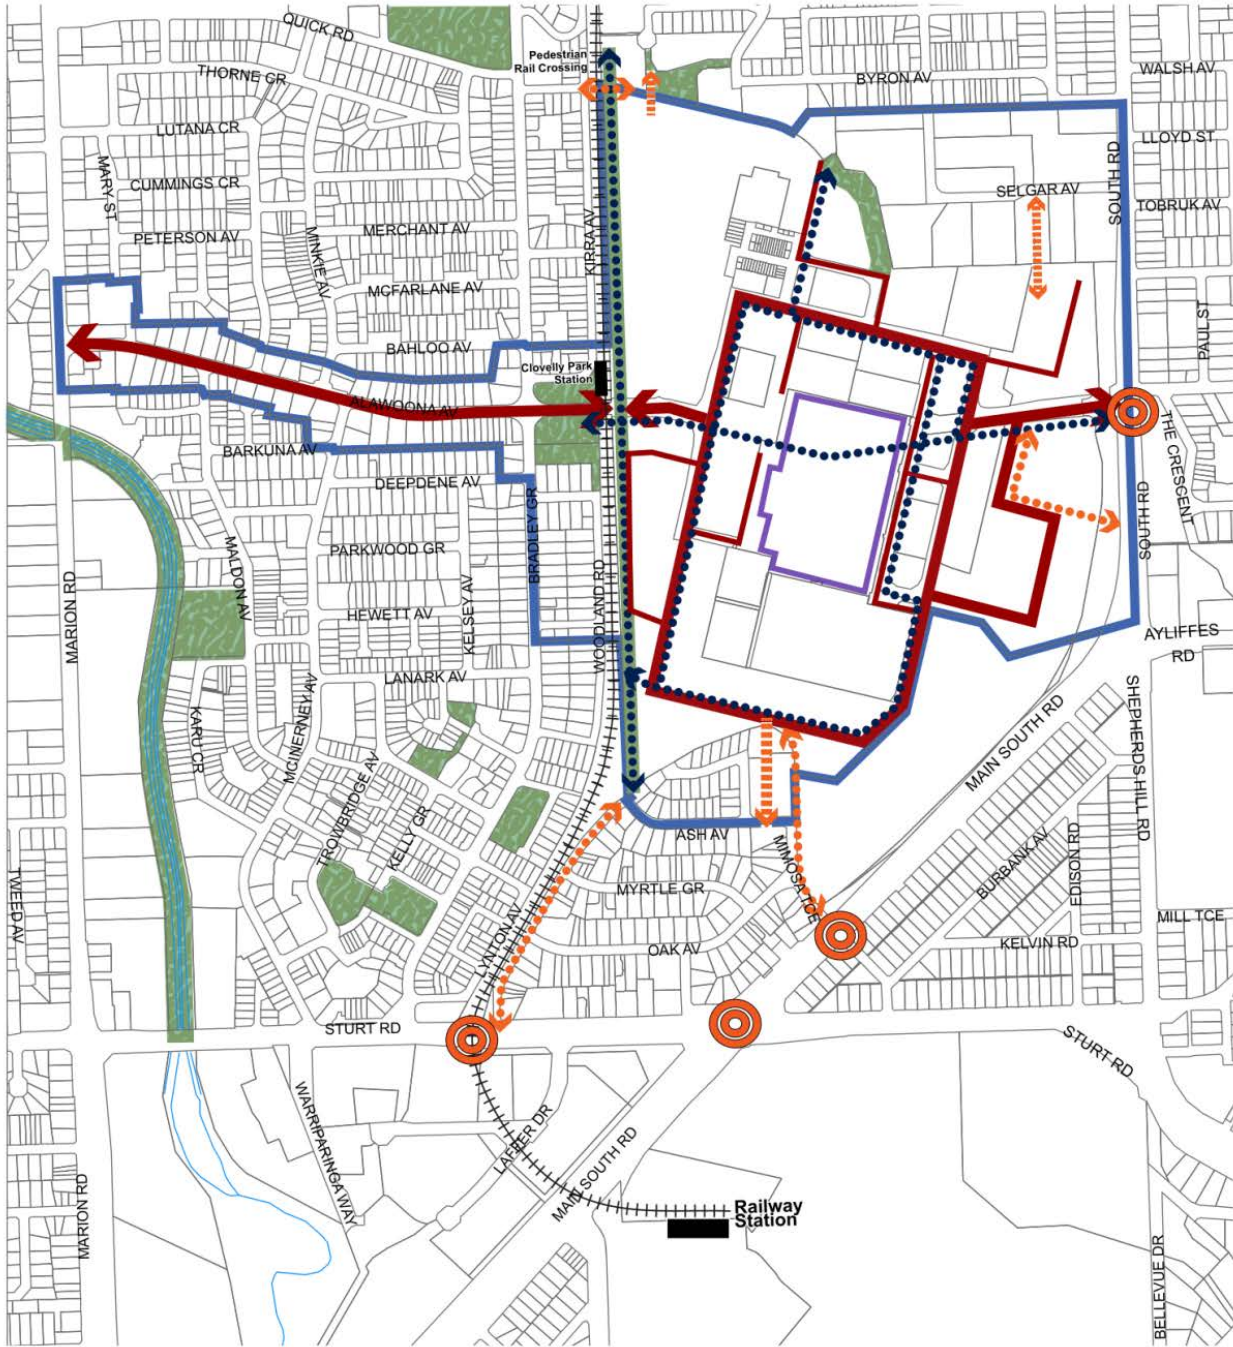 QUICK RD
Pedestrian
Rail Crossing
THORNE CR
BYRON AV
WALSH AV
LUTANA CR
LLOYD ST
MARY ST
CUMMINGS CR
SOUTH RD
SELGAR AV
TOBRUK AV
PETERSON AV
MINKIE AV
MERCHANT AV
KIRRA AV
MCFARLANE AV
PAUL ST
BAHLOO AV
Clovelly Park
Station
ALAWOONA AV
THE CRESCENT
BARKUNA AV
DEEPDENE AV
BRADLEY GR
SOUTH RD
PARKWOOD GR
MALDON AV
MARION RD
HEWETT AV
KELSEY AV
WOODLAND RD
AYLIFFES
RD
LANARK AV
KARU CR
MCINERNEY AV
SHEPHERDS HILL RD
MAIN SOUTH RD
TROWBRIDGE AV
KELLY GR
ASH AV
MIMOSA TCE
BURBANK AV
EDISON RD
TWEED AV
MYRTLE GR
MILL TCE
LYNTON AV
OAK AV
KELVIN RD
STURT RD
STURT RD
WARRIPARINGA WAY
LAFFER DR
MAIN SOUTH RD
MARION RD
Railway
Station
BELLEVUE DR